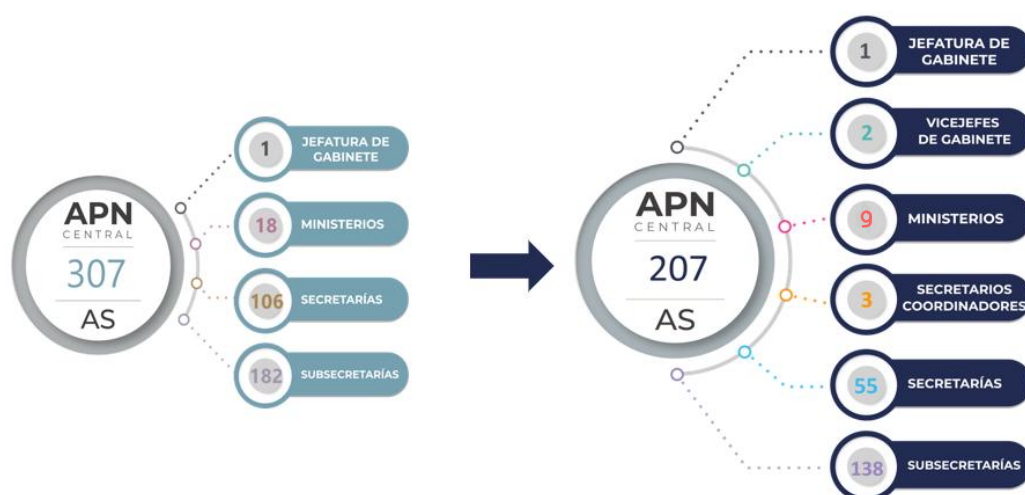 APN
CENTRAL
307
AS
1
JEFATURA DE
GABINETE
18
MINISTERIOS
106
SECRETARÍAS
182
SUBSECRETARÍAS
APN
CENTRAL
207
AS
1
JEFATURA DE
GABINETE
2
VICEJEFES
DE GABINETE
9
MINISTERIOS
3
SECRETARIOS
COORDINADORES
55
SECRETARÍAS
138
SUBSECRETARÍAS